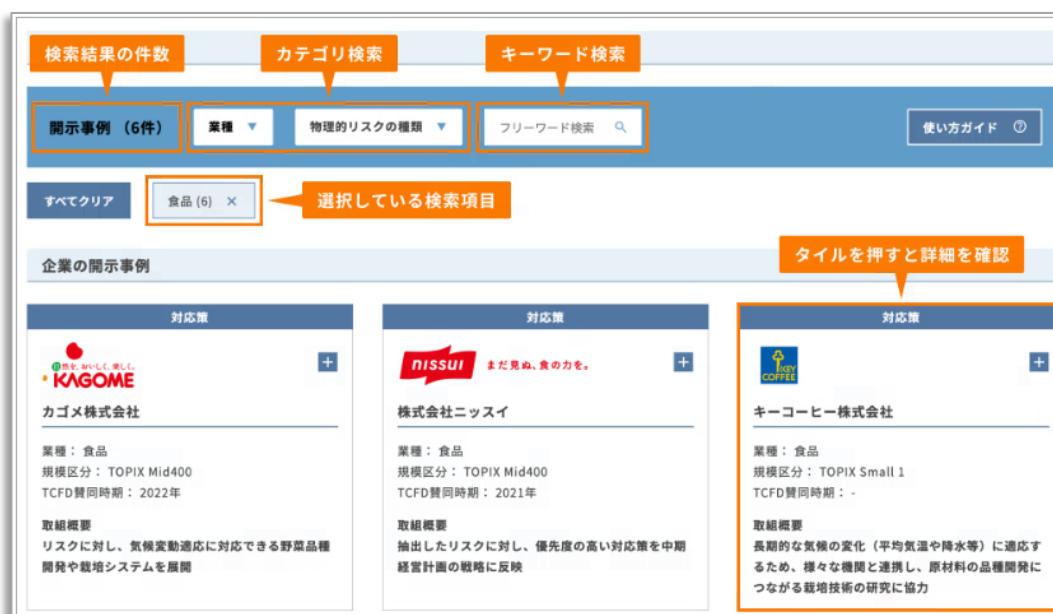 検索結果の件数
カテゴリ検索
キーワード検索
開示事例 (6件)
業種 ▼
物理的リスクの種類 ▼
フリーワード検索
使い方ガイド ?
すべてクリア
食品 (6) ×
選択している検索項目
企業の開示事例
タイルを押すと詳細を確認
対応策
自然を、おいしく、楽しく。
KAGOME
+
カゴメ株式会社
業種： 食品
規模区分： TOPIX Mid400
TCFD賛同時期： 2022年
取組概要
リスクに対し、気候変動適応に対応できる野菜品種
開発や栽培システムを展開
対応策
nissui
まだ見ぬ、食の力を。
+
株式会社ニッスイ
業種： 食品
規模区分： TOPIX Mid400
TCFD賛同時期： 2021年
取組概要
抽出したリスクに対し、優先度の高い対応策を中期
経営計画の戦略に反映
対応策
KEY
COFFEE
+
キーコーヒー株式会社
業種： 食品
規模区分： TOPIX Small 1
TCFD賛同時期： -
取組概要
長期的な気候の変化（平均気温や降水等）に適応す
るため、様々な機関と連携し、原材料の品種開発に
つながる栽培技術の研究に協力